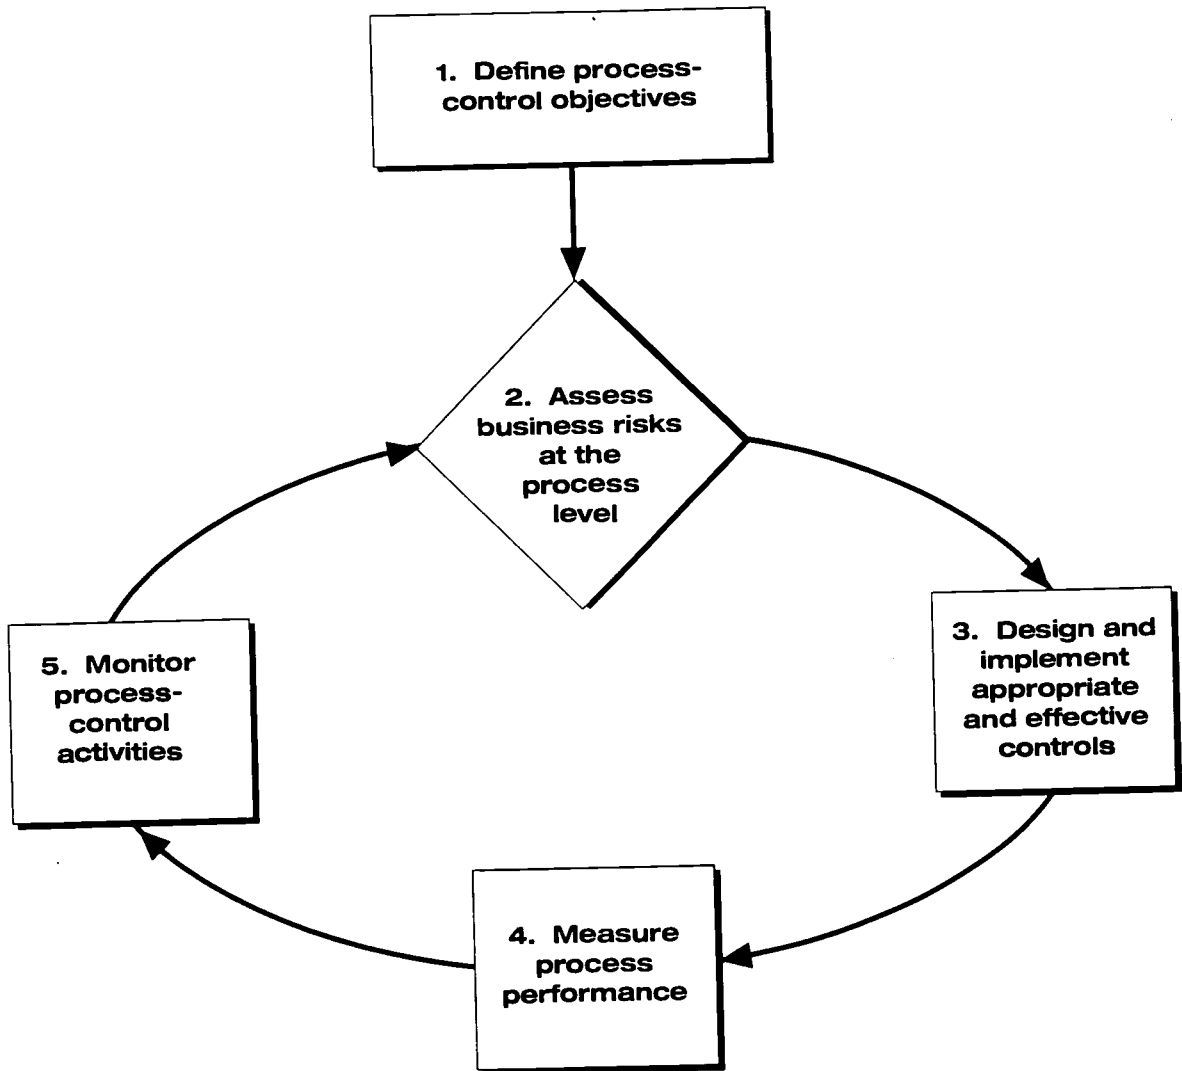 1. Define process-
control objectives
2. Assess
business risks
at the
process
level
3. Design and
implement
appropriate
and effective
controls
4. Measure
process
performance
5. Monitor
process-
control
activities